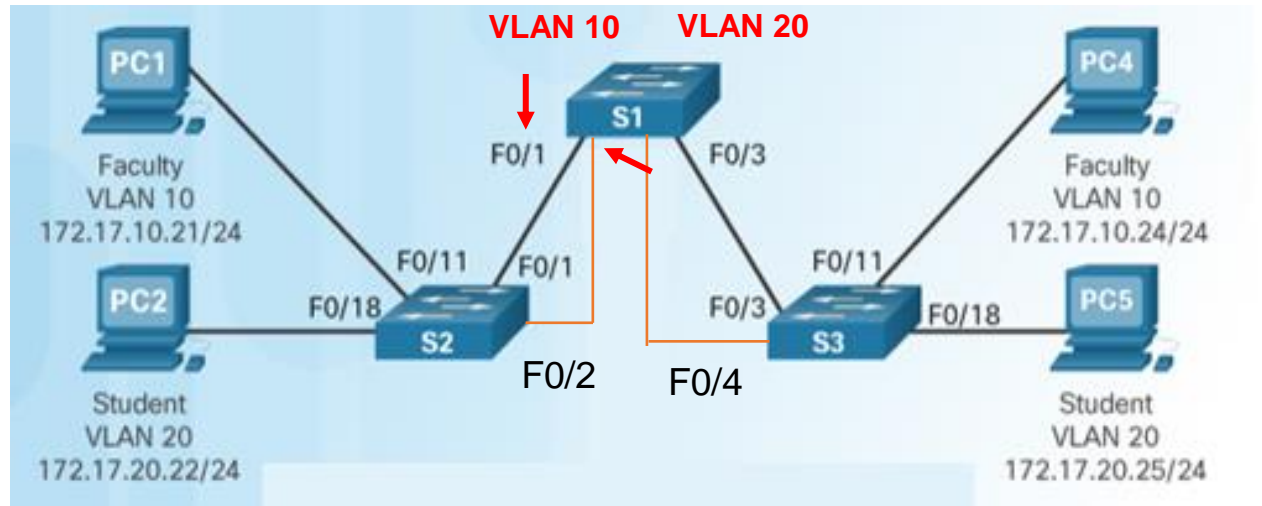 VLAN 10
VLAN 20
PC1
Faculty
VLAN 10
172.17.10.21/24
PC2
Student
VLAN 20
172.17.20.22/24
S1
F0/1
F0/3
F0/11
F0/1
F0/18
S2
F0/2
F0/4
F0/3
S3
F0/11
F0/18
PC4
Faculty
VLAN 10
172.17.10.24/24
PC5
Student
VLAN 20
172.17.20.25/24